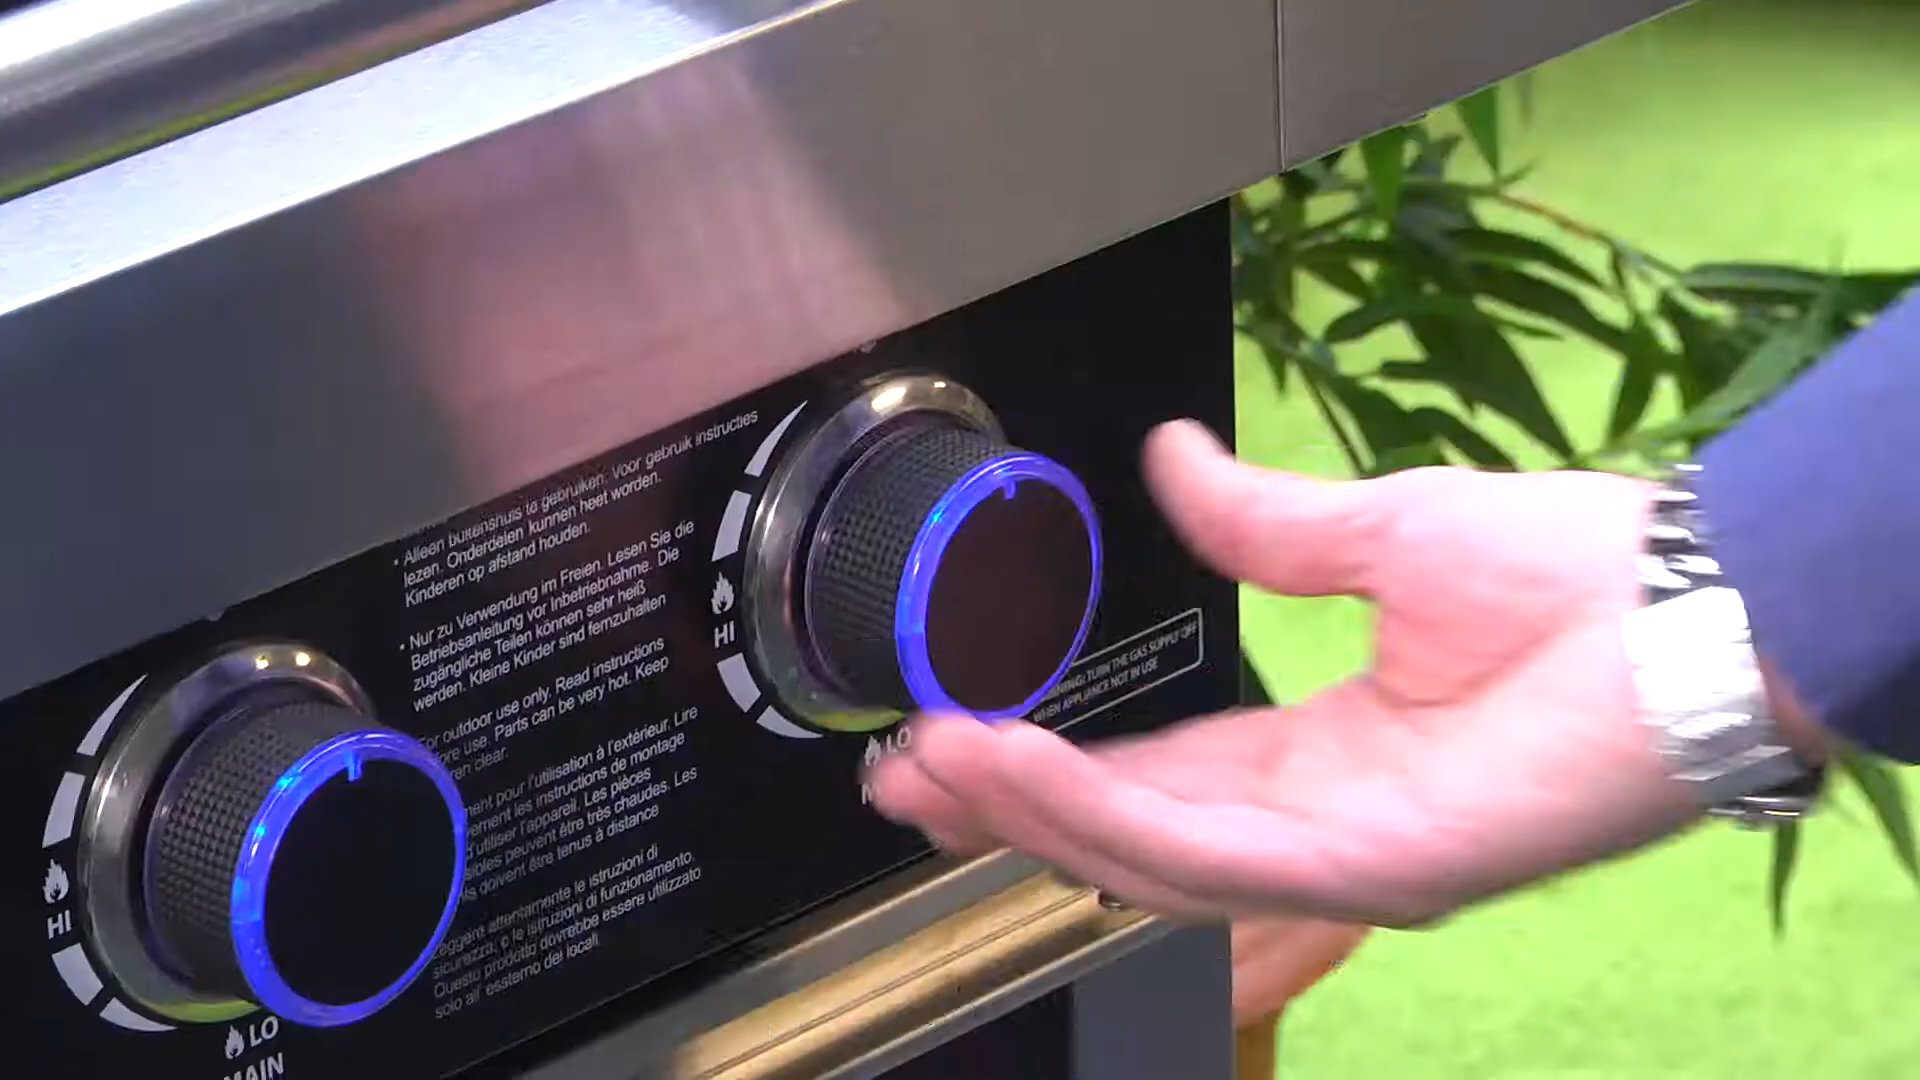 • Alleen buitenshuis te gebruiken. Voor gebruik instructies
lezen. Onderdelen kunnen heet worden.
Kinderen op afstand houden.
• Nur zu Verwendung im Freien. Lesen Sie die
Betriebsanleitung vor Inbetriebnahme. Die
zugängliche Teilen können sehr heiß
werden. Kleine Kinder sind fernzuhalten
For outdoor use only. Read instructions
use. Parts can be very hot. Keep
clear.
pour l'utilisation à l'extérieur. Lire
les instructions de montage
d'utiliser l'appareil. Les pièces
peuvent être très chaudes. Les
doivent être tenus à distance
attentamente le istruzioni di
sicurezza, e le istruzioni di funzionamento.
Questo prodotto dovrebbe essere utilizzato
solo all' essterno dei locali
HI
LO
MAIN
HI
LO
TURN THE GAS SUPPLY OFF
WHEN APPLIANCE NOT IN USE